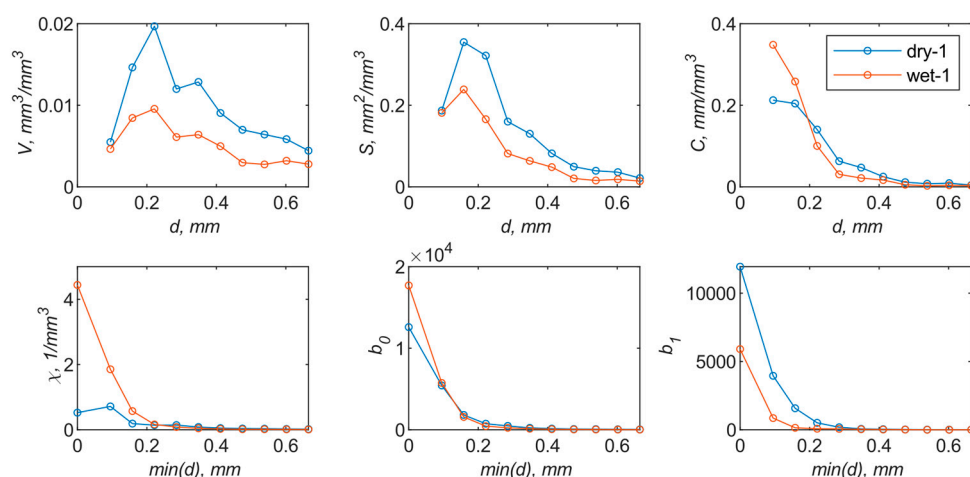 0.02
0.01
0
V, mm³/mm³
0 0.2 0.4 0.6
d, mm
0.4
0.2
0
S, mm²/mm³
0 0.2 0.4 0.6
d, mm
0.4
0.2
0
C, mm/mm³
dry-1
wet-1
0 0.2 0.4 0.6
d, mm
4
2
0
χ, 1/mm³
0 0.2 0.4 0.6
min(d), mm
× 10⁴
2
1
0
b₀
0 0.2 0.4 0.6
min(d), mm
10000
5000
0
b₁
0 0.2 0.4 0.6
min(d), mm